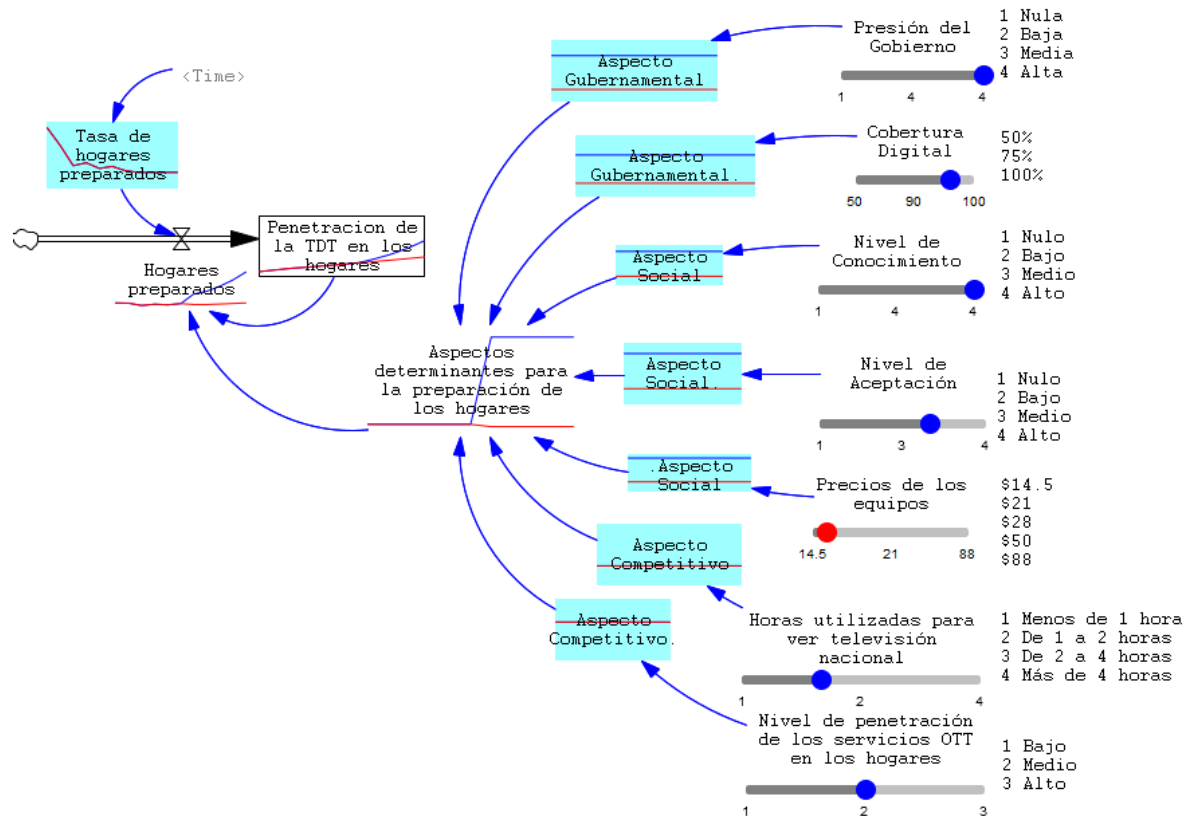 <Time>
Tasa de
hogares
preparados
Penetracion de
la TDT en los
hogares
Hogares
preparados
Aspectos
determinantes para
la preparación de
los hogares
Aspecto
Gubernamental
Presión del
Gobierno
1 4 4
1 Nula
2 Baja
3 Media
4 Alta
Aspecto
Gubernamental.
Cobertura
Digital
50 90 100
50%
75%
100%
Aspecto
Social
Nivel de
Conocimiento
1 4 4
1 Nulo
2 Bajo
3 Medio
4 Alto
Aspecto
Social.
Nivel de
Aceptación
1 3 4
1 Nulo
2 Bajo
3 Medio
4 Alto
.Aspecto
Social
Precios de los
equipos
14.5 21 88
$14.5
$21
$28
$50
$88
Aspecto
Competitivo
Horas utilizadas para
ver televisión
nacional
1 2 4
1 Menos de 1 hora
2 De 1 a 2 horas
3 De 2 a 4 horas
4 Más de 4 horas
Aspecto
Competitivo.
Nivel de penetración
de los servicios OTT
en los hogares
1 2 3
1 Bajo
2 Medio
3 Alto